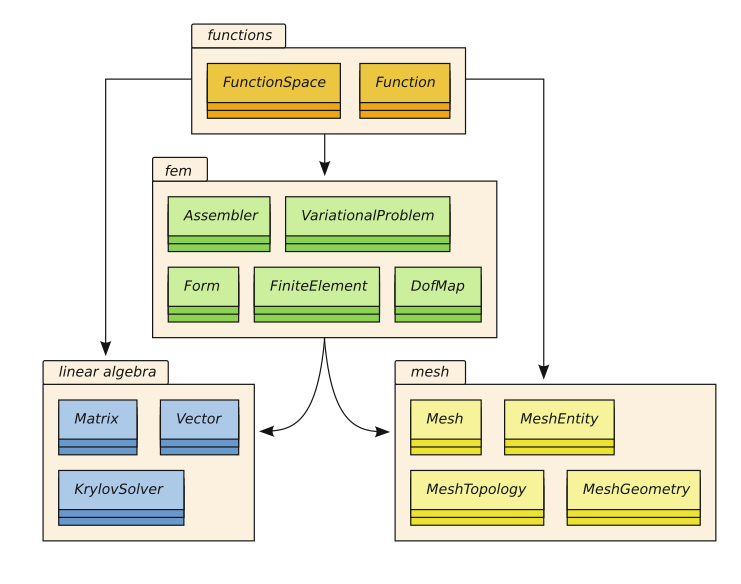 functions
FunctionSpace
Function
fem
Assembler
VariationalProblem
Form
FiniteElement
DofMap
linear algebra
Matrix
Vector
KrylovSolver
mesh
Mesh
MeshEntity
MeshTopology
MeshGeometry